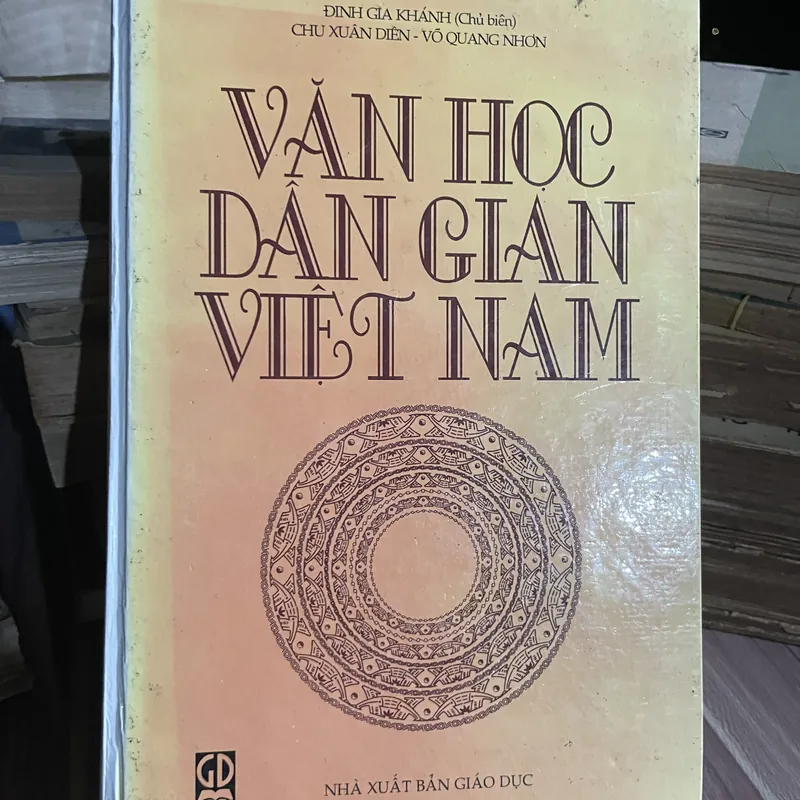 ĐINH GIA KHÁNH (Chủ biên)
CHU XUÂN DIÊN - VÕ QUANG NHƠN
VĂN HỌC
DÂN GIAN
VIỆT NAM
GD
NHÀ XUẤT BẢN GIÁO DỤC